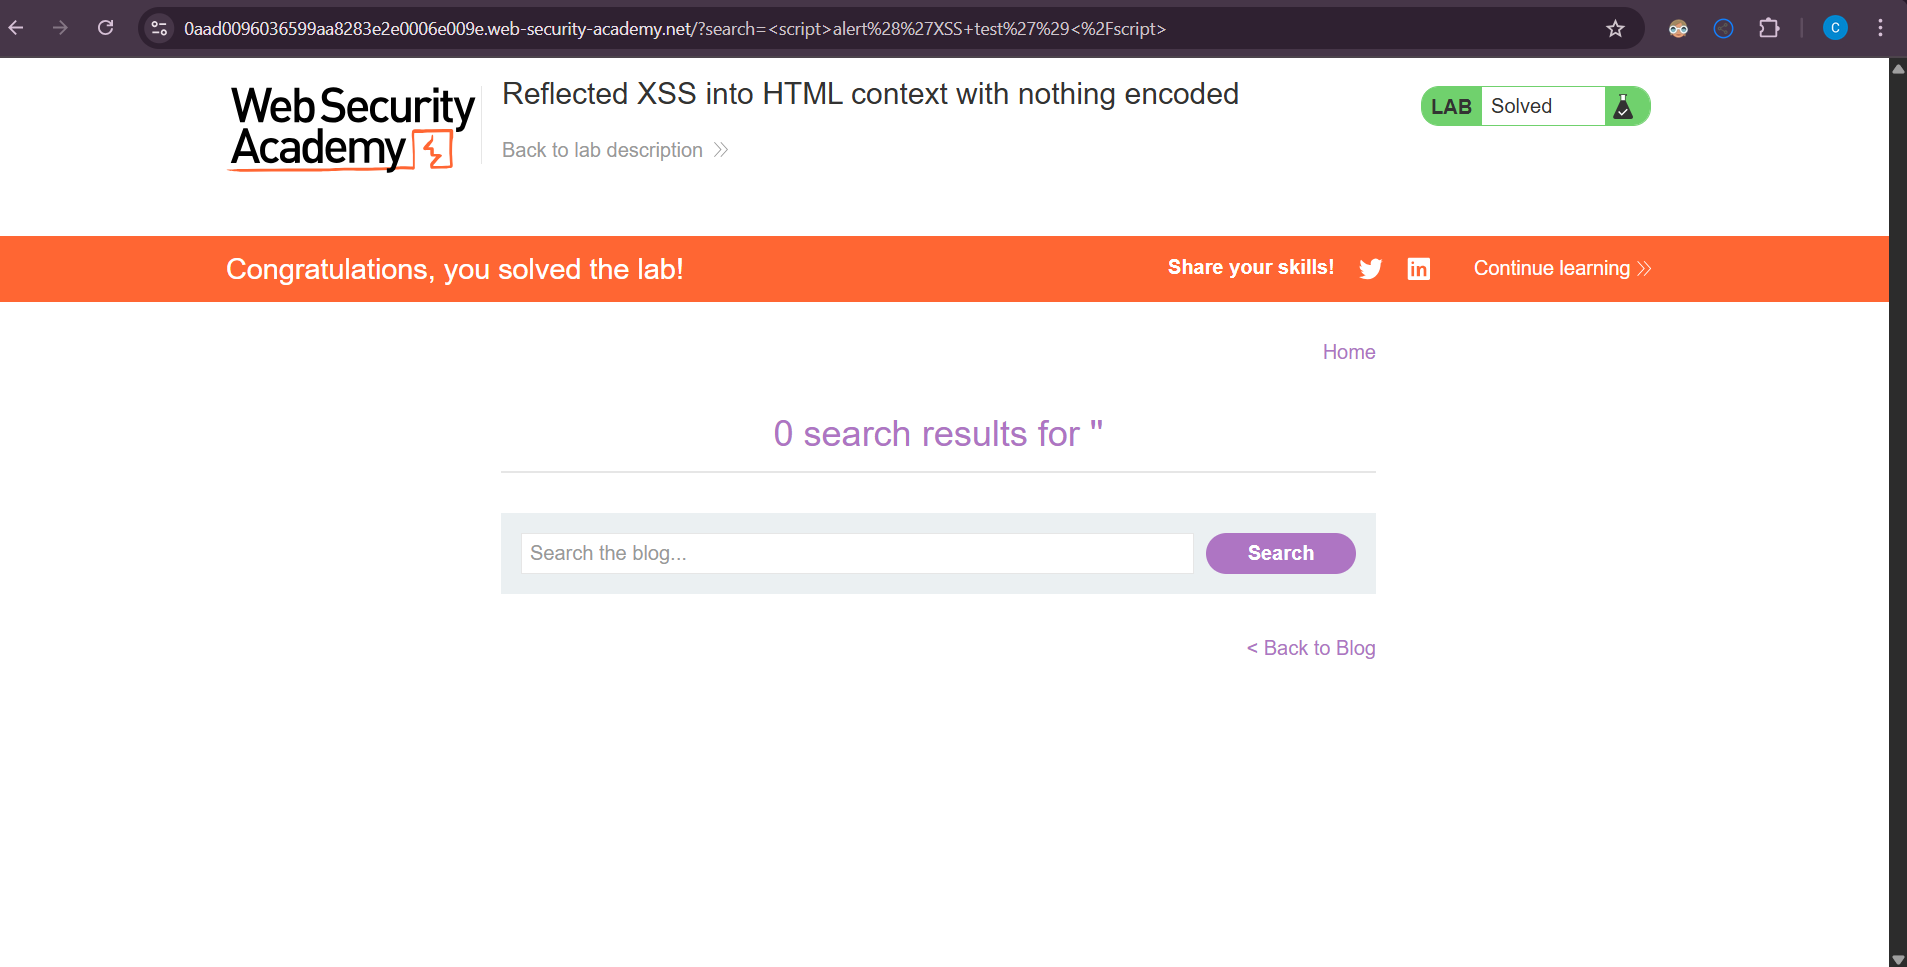 0aad0096036599aa8283e2e0006e009e.web-security-academy.net/?search=<script>alert%28%27XSS+test%27%29<%2Fscript>
C
Web Security
Academy
Reflected XSS into HTML context with nothing encoded
Back to lab description
LAB Solved
Congratulations, you solved the lab!
Share your skills!
in
Continue learning
Home
0 search results for ''
Search the blog...
Search
< Back to Blog